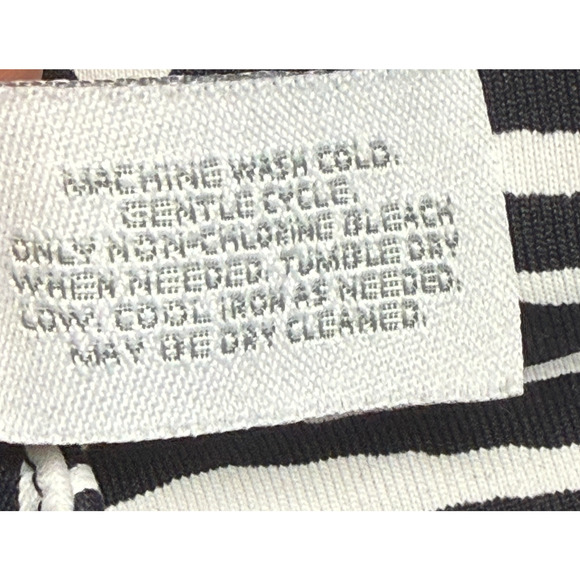 MACHINE WASH COLD.
GENTLE CYCLE.
ONLY NON-CHLORINE BLEACH
WHEN NEEDED. TUMBLE DRY
LOW. COOL IRON AS NEEDED.
MAY BE DRY CLEANED.